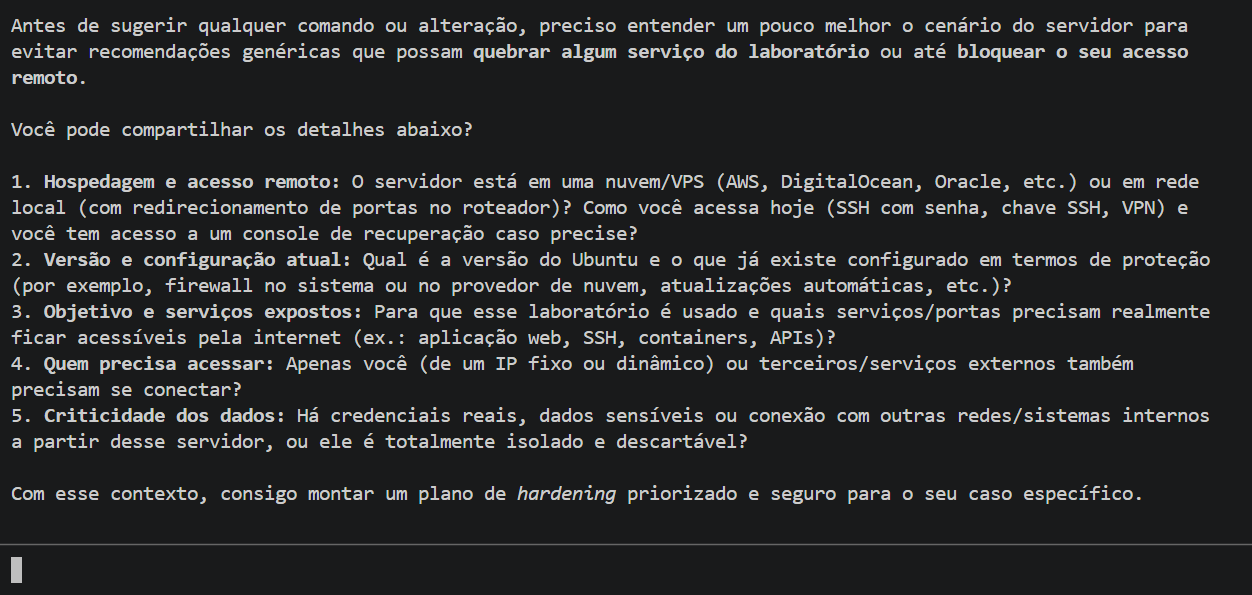 Antes de sugerir qualquer comando ou alteração, preciso entender um pouco melhor o cenário do servidor para
evitar recomendações genéricas que possam quebrar algum serviço do laboratório ou até bloquear o seu acesso
remoto.
Você pode compartilhar os detalhes abaixo?
1. Hospedagem e acesso remoto: O servidor está em uma nuvem/VPS (AWS, DigitalOcean, Oracle, etc.) ou em rede
local (com redirecionamento de portas no roteador)? Como você acessa hoje (SSH com senha, chave SSH, VPN) e
você tem acesso a um console de recuperação caso precise?
2. Versão e configuração atual: Qual é a versão do Ubuntu e o que já existe configurado em termos de proteção
(por exemplo, firewall no sistema ou no provedor de nuvem, atualizações automáticas, etc.)?
3. Objetivo e serviços expostos: Para que esse laboratório é usado e quais serviços/portas precisam realmente
ficar acessíveis pela internet (ex.: aplicação web, SSH, containers, APIs)?
4. Quem precisa acessar: Apenas você (de um IP fixo ou dinâmico) ou terceiros/serviços externos também
precisam se conectar?
5. Criticidade dos dados: Há credenciais reais, dados sensíveis ou conexão com outras redes/sistemas internos
a partir desse servidor, ou ele é totalmente isolado e descartável?
Com esse contexto, consigo montar um plano de hardening priorizado e seguro para o seu caso específico.